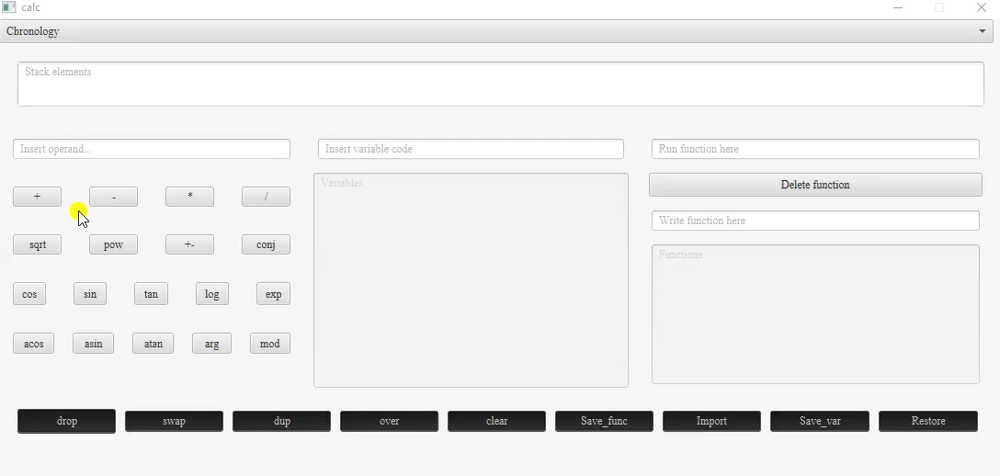 calc
Chronology
Stack elements
Insert operand...
Insert variable code
Run function here
Variables
Delete function
+ - * /
Write function here
sqrt pow +- conj
Functions
cos sin tan log exp
acos asin atan arg mod
drop swap dup over clear Save_func Import Save_var Restore